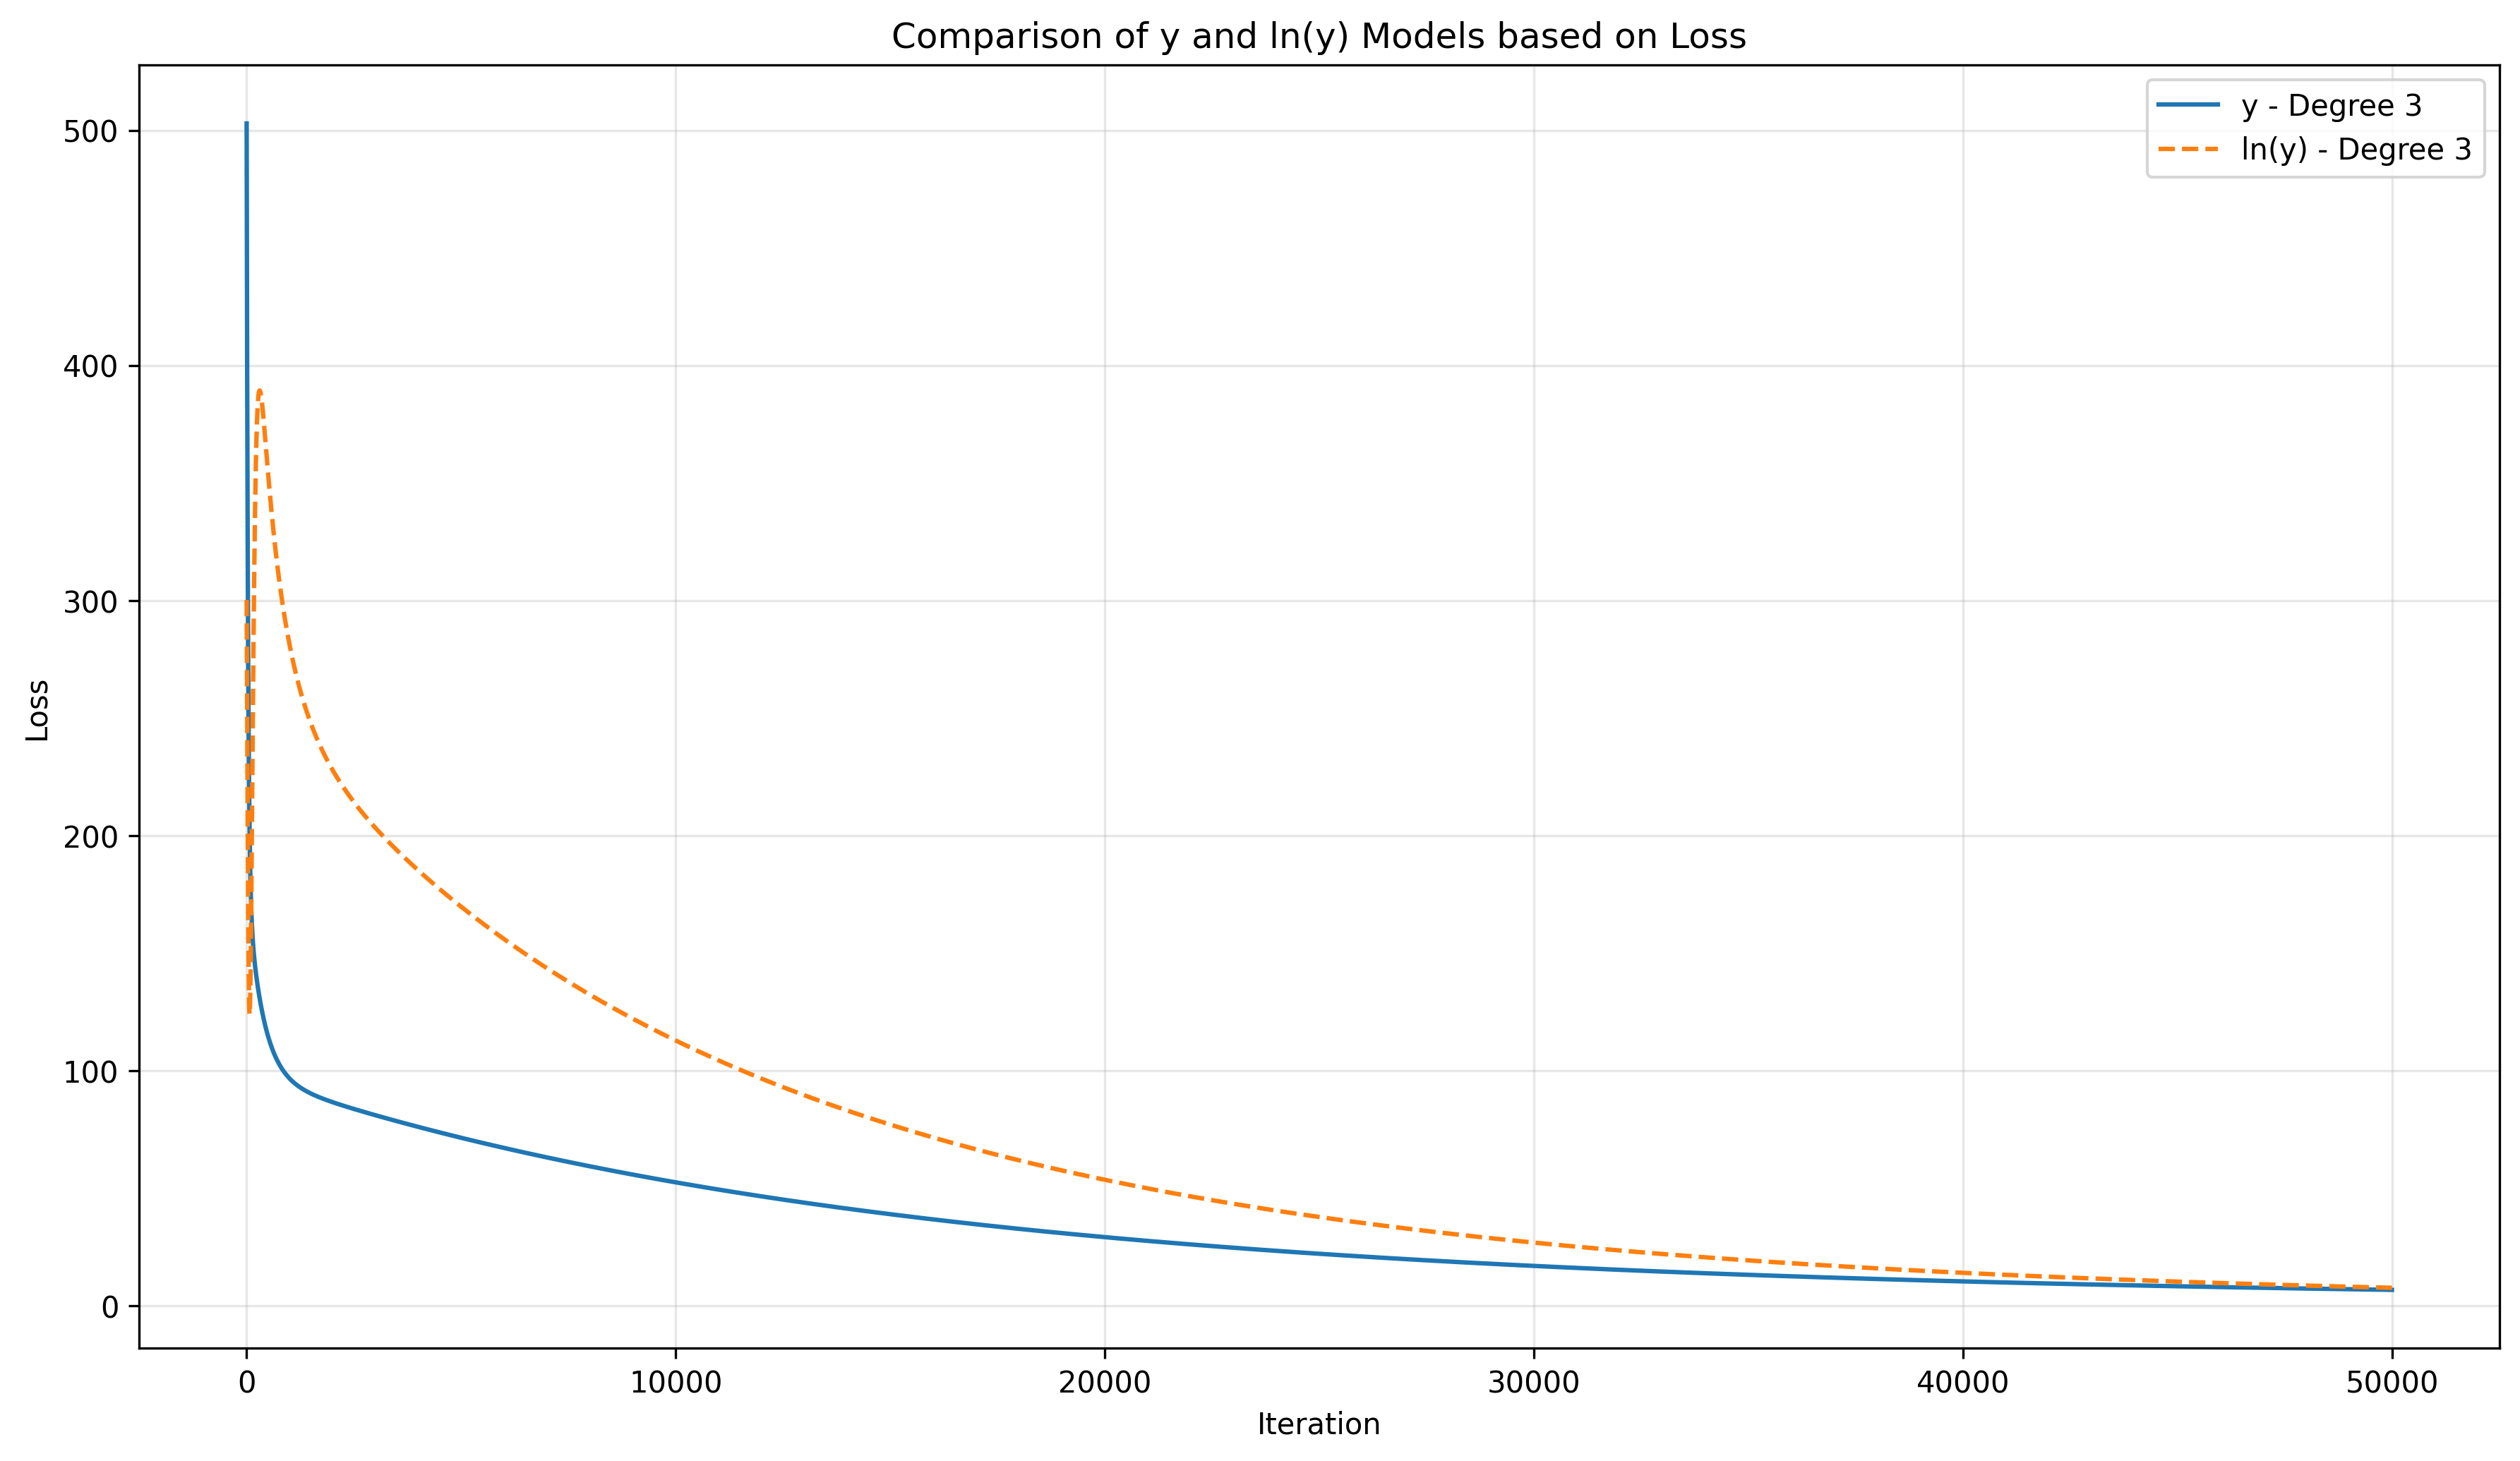 Comparison of y and ln(y) Models based on Loss
y - Degree 3
ln(y) - Degree 3
500
400
300
200
100
0
Loss
0 10000 20000 30000 40000 50000
Iteration